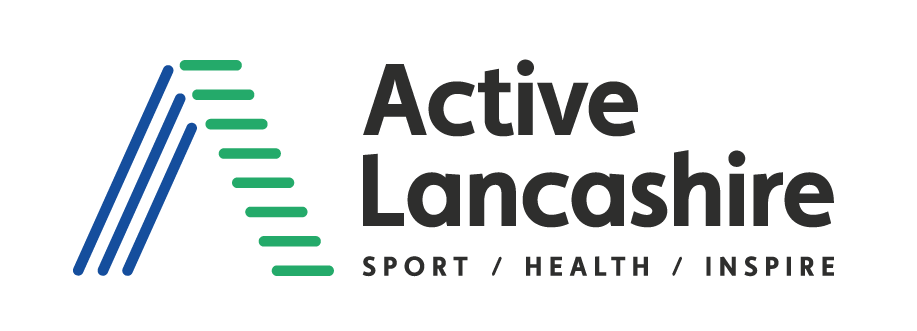 Active
Lancashire
SPORT / HEALTH / INSPIRE